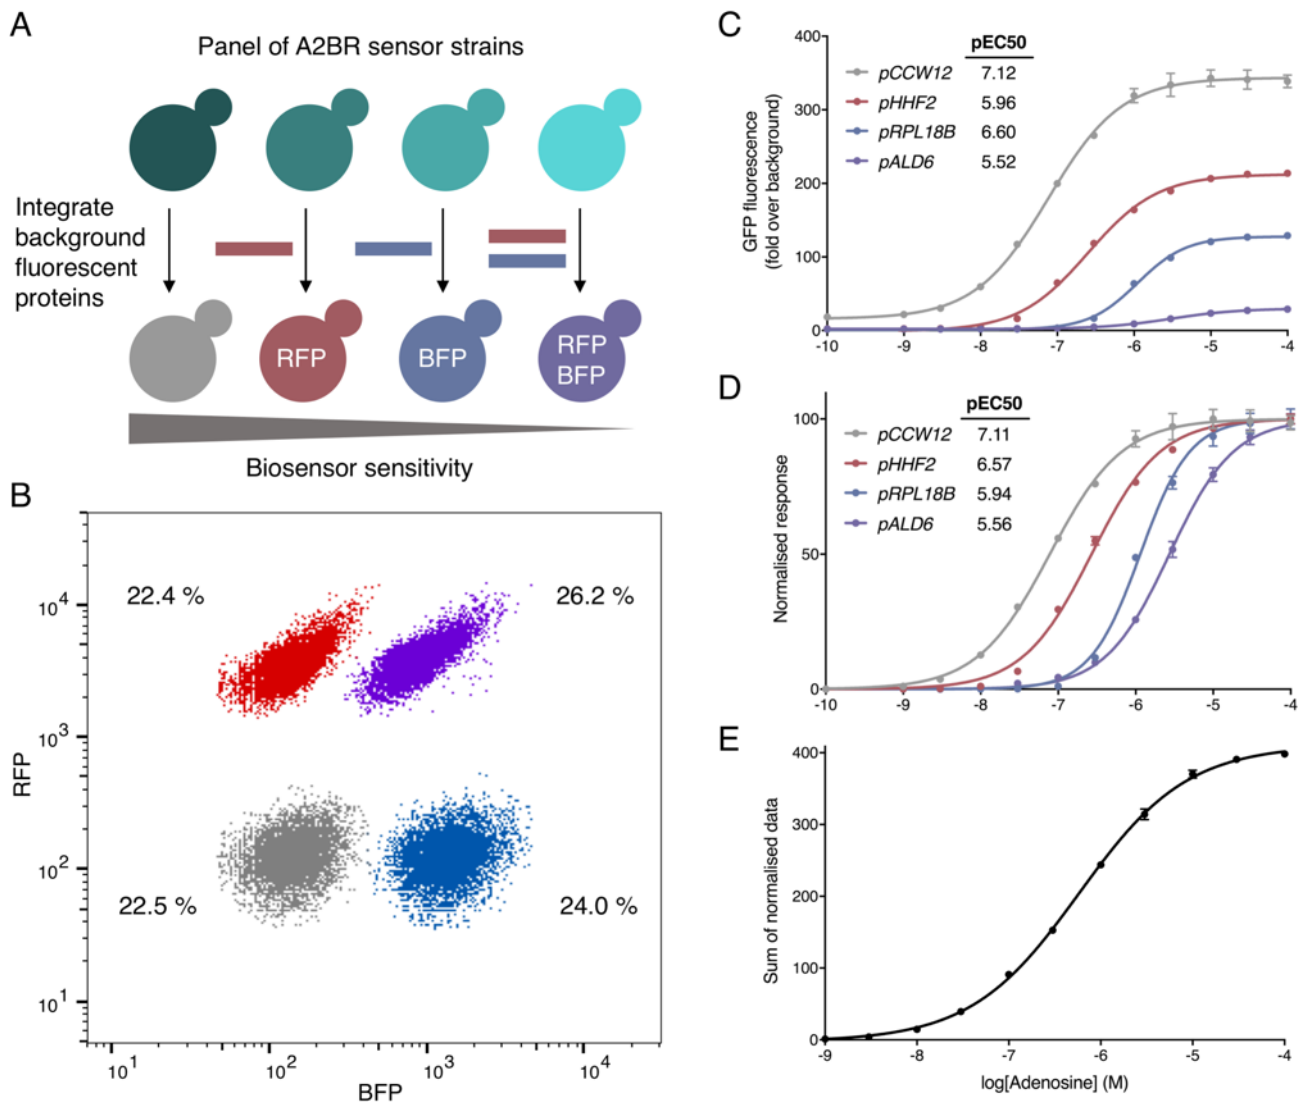 A
Panel of A2BR sensor strains
Integrate
background
fluorescent
proteins
RFP
BFP
RFP
BFP
Biosensor sensitivity
B
22.4 %
26.2 %
22.5 %
24.0 %
RFP
10^4
10^3
10^2
10^1
10^1
10^2
10^3
10^4
BFP
C
GFP fluorescence
(fold over background)
400
300
200
100
0
-10
-9
-8
-7
-6
-5
-4
pEC50
pCCW12 7.12
pHHF2 5.96
pRPL18B 6.60
pALD6 5.52
D
Normalised response
100
50
0
-10
-9
-8
-7
-6
-5
-4
pEC50
pCCW12 7.11
pHHF2 6.57
pRPL18B 5.94
pALD6 5.56
E
Sum of normalised data
400
300
200
100
0
-9
-8
-7
-6
-5
-4
log[Adenosine] (M)